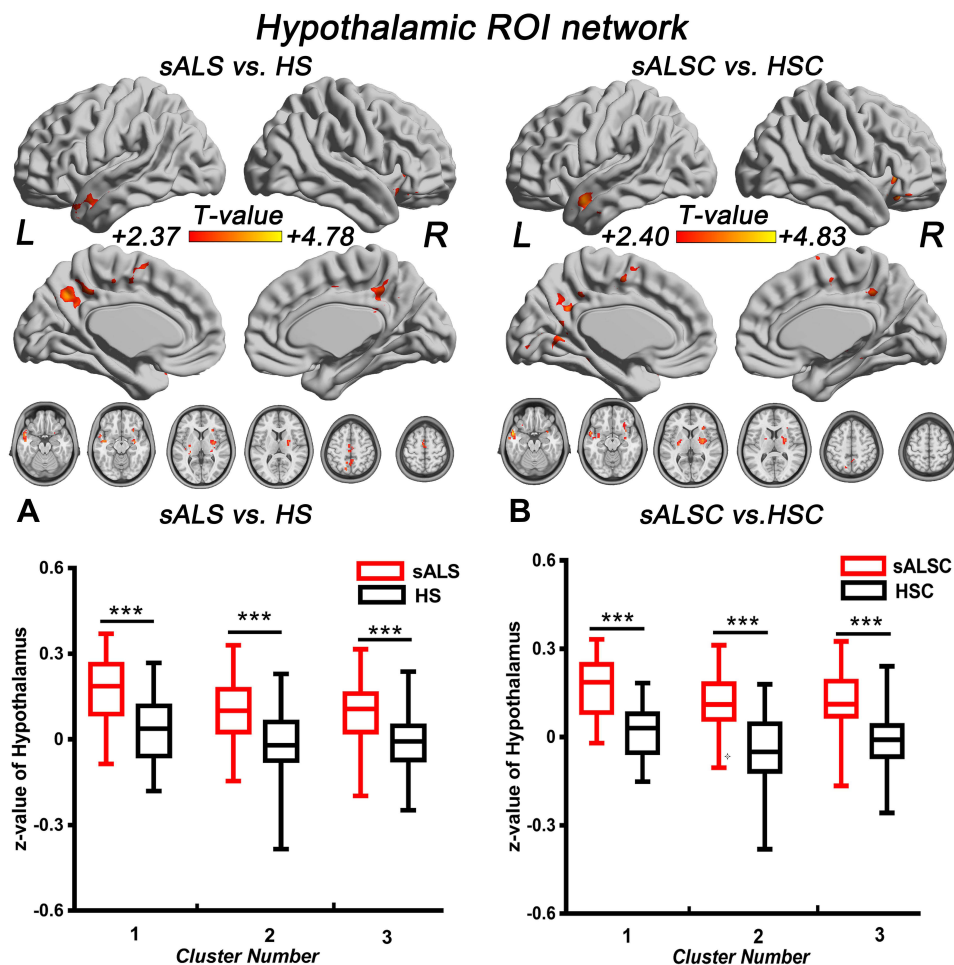 Hypothalamic ROI network
sALS vs. HS
sALSC vs. HSC
L
T-value
+2.37
+4.78
R
L
T-value
+2.40
+4.83
R
A
sALS vs. HS
z-value of Hypothalamus
0.6
0.3
0
-0.3
-0.6
sALS
HS
***
***
***
1
2
3
Cluster Number
B
sALSC vs.HSC
z-value of Hypothalamus
0.6
0.3
0
-0.3
-0.6
sALSC
HSC
***
***
***
1
2
3
Cluster Number